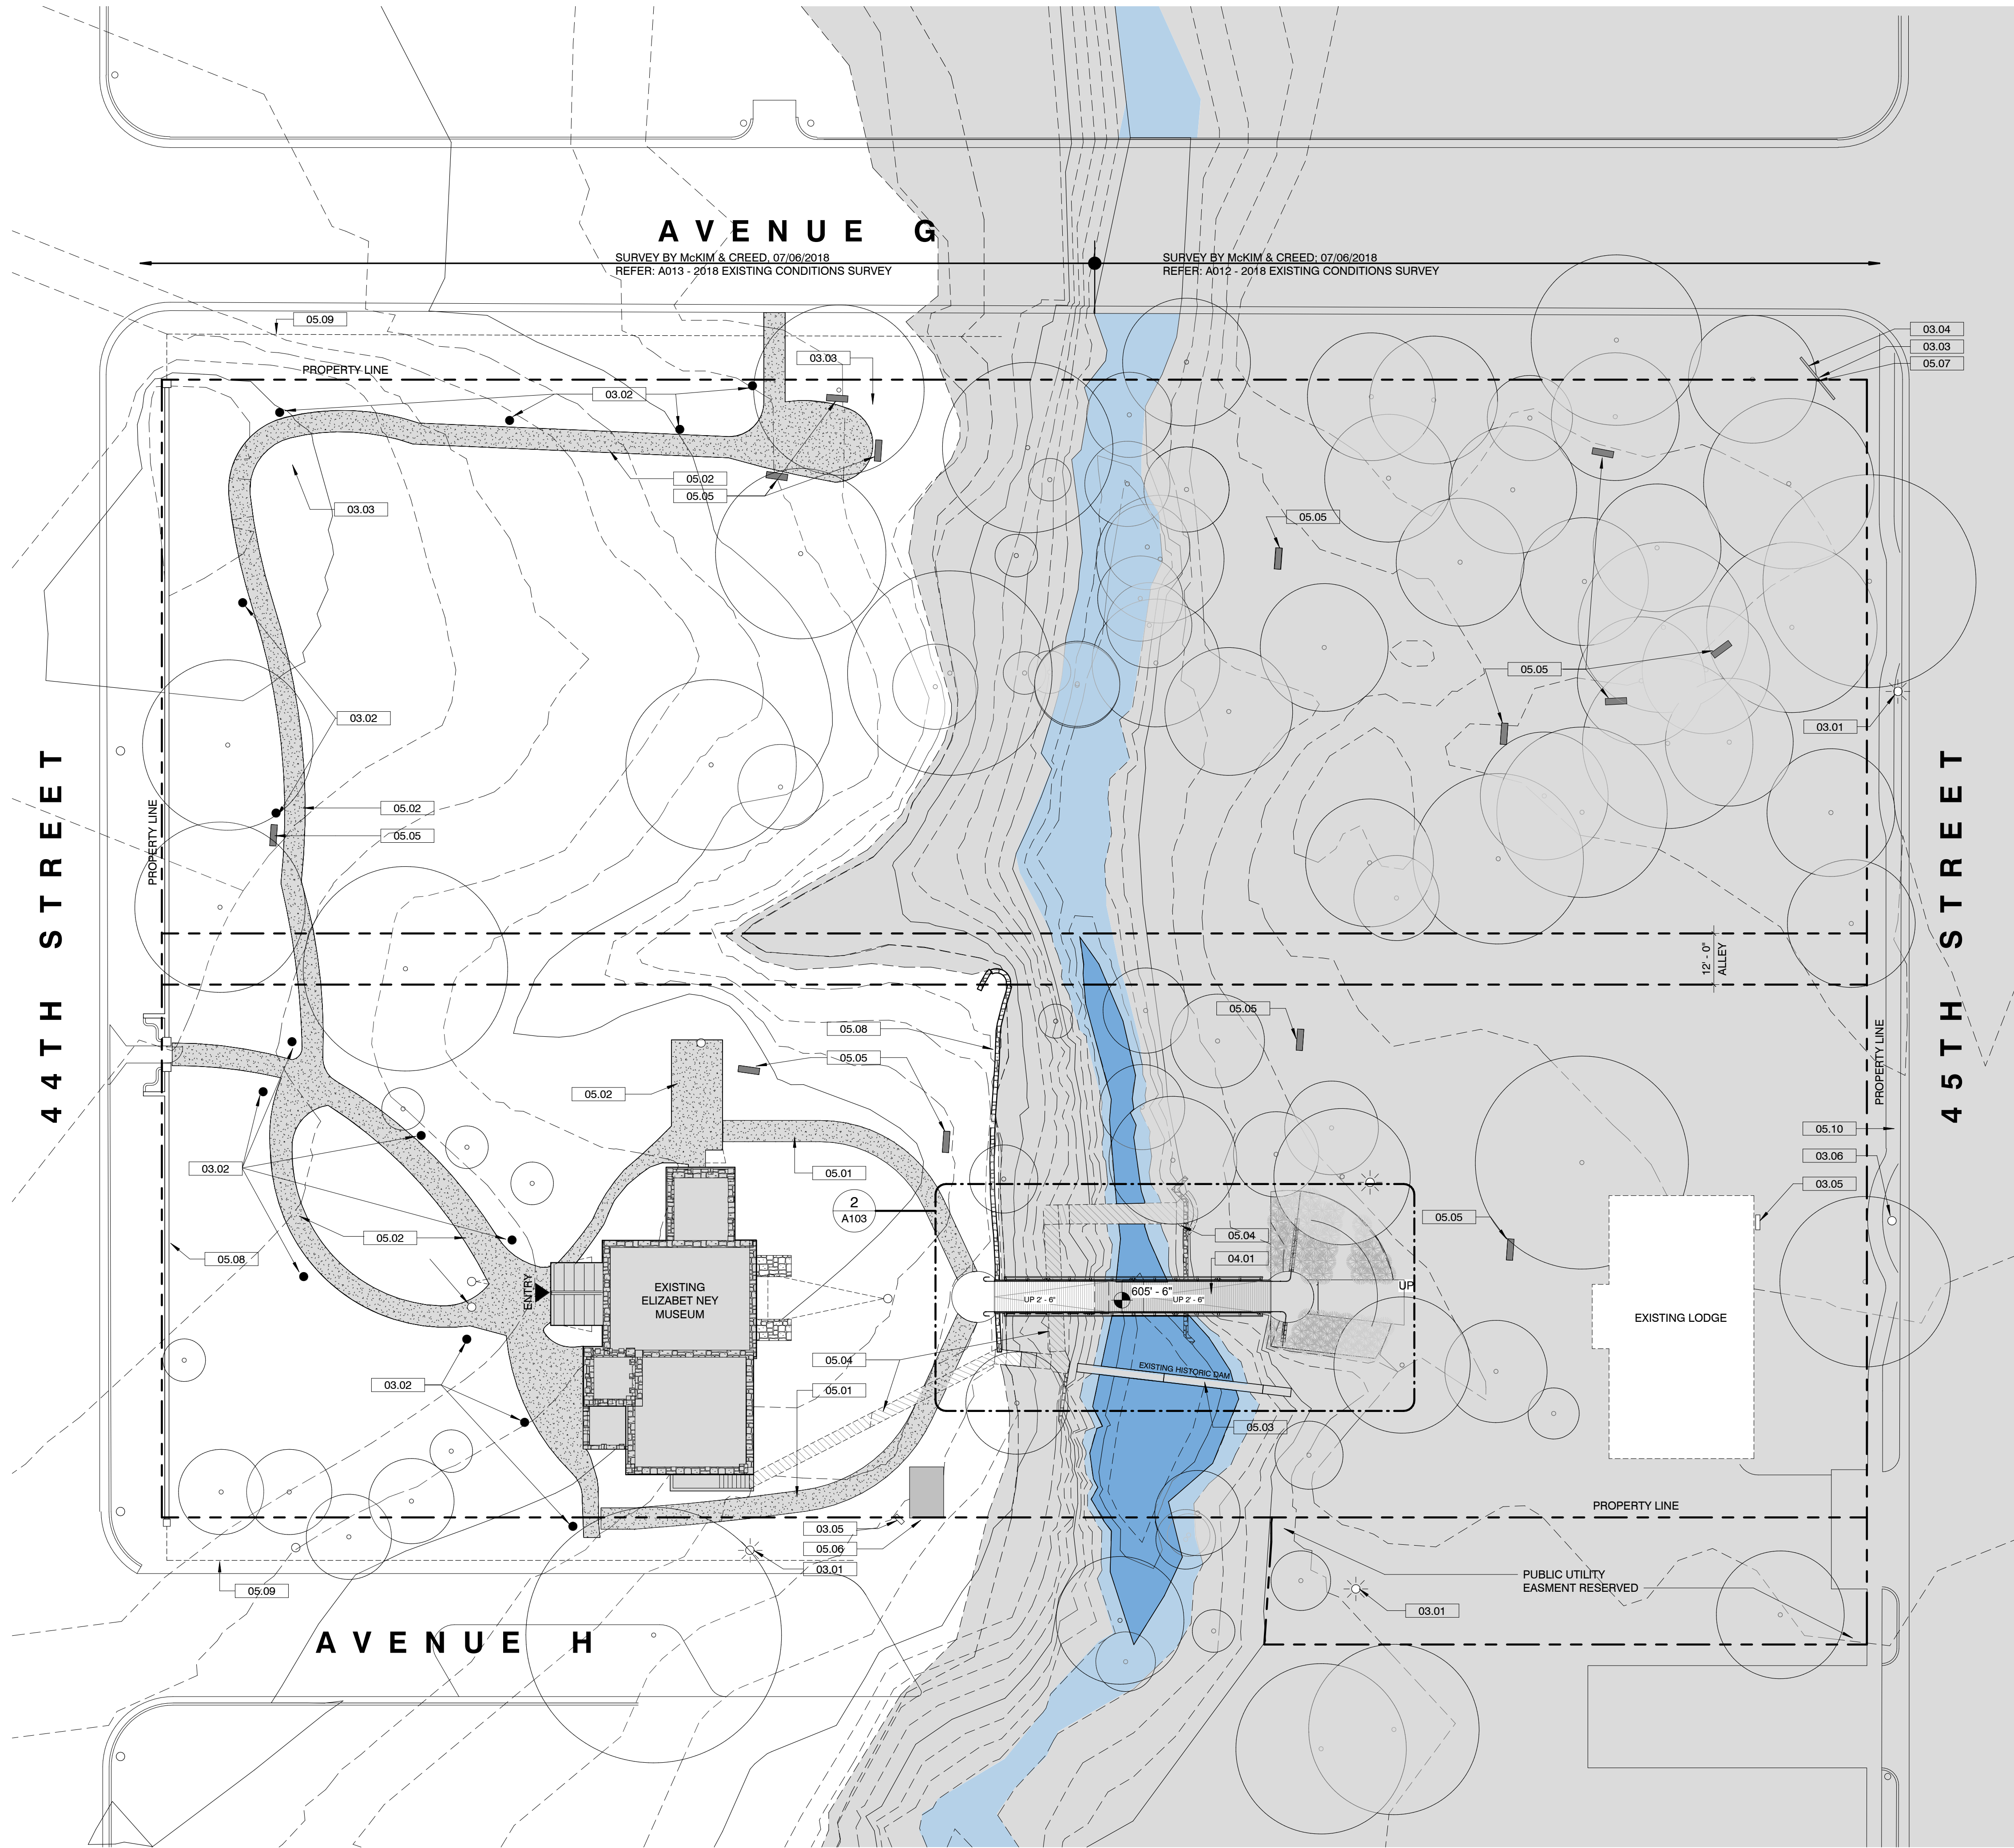 AVENUE G
SURVEY BY McKIM & CREED, 07/06/2018
REFER: A013 - 2018 EXISTING CONDITIONS SURVEY
SURVEY BY McKIM & CREED; 07/06/2018
REFER: A012 - 2018 EXISTING CONDITIONS SURVEY
05.09
03.04
03.03
05.07
03.03
PROPERTY LINE
03.02
05.02
05.05
03.03
05.05
05.05
03.02
03.01
44TH STREET
45TH STREET
PROPERTY LINE
05.02
05.05
12' - 0"
ALLEY
05.05
05.08
05.05
PROPERTY LINE
05.02
05.10
03.06
03.02
05.01
03.05
2
A103
05.05
05.02
05.04
05.08
04.01
ENTRY
EXISTING
ELIZABET NEY
MUSEUM
UP 2' - 6"
605' - 6"
UP 2' - 6"
UP
EXISTING LODGE
05.04
EXISTING HISTORIC DAM
03.02
05.01
05.03
PROPERTY LINE
03.05
05.06
03.01
05.09
PUBLIC UTILITY
EASMENT RESERVED
03.01
AVENUE H